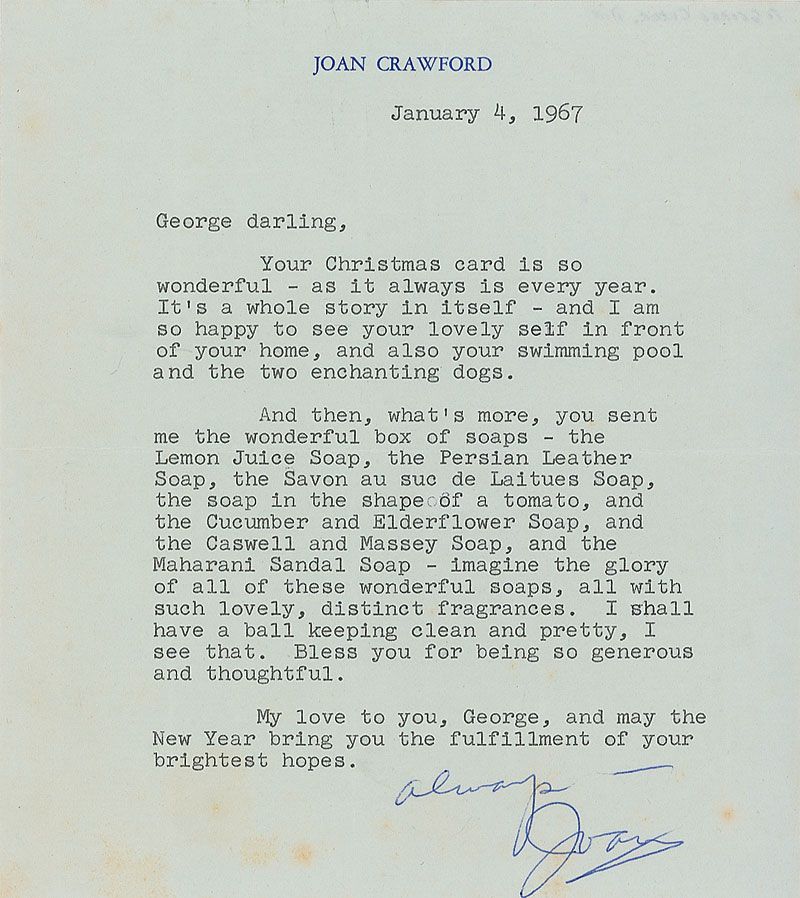 JOAN CRAWFORD
January 4, 1967
George darling,
Your Christmas card is so
wonderful - as it always is every year.
It's a whole story in itself - and I am
so happy to see your lovely self in front
of your home, and also your swimming pool
and the two enchanting dogs.
And then, what's more, you sent
me the wonderful box of soaps - the
Lemon Juice Soap, the Persian Leather
Soap, the Savon au suc de Laitues Soap,
the soap in the shape of a tomato, and
the Cucumber and Elderflower Soap, and
the Caswell and Massey Soap, and the
Maharani Sandal Soap - imagine the glory
of all of these wonderful soaps, all with
such lovely, distinct fragrances. I shall
have a ball keeping clean and pretty, I
see that. Bless you for being so generous
and thoughtful.
My love to you, George, and may the
New Year bring you the fulfillment of your
brightest hopes.
always —
Joan